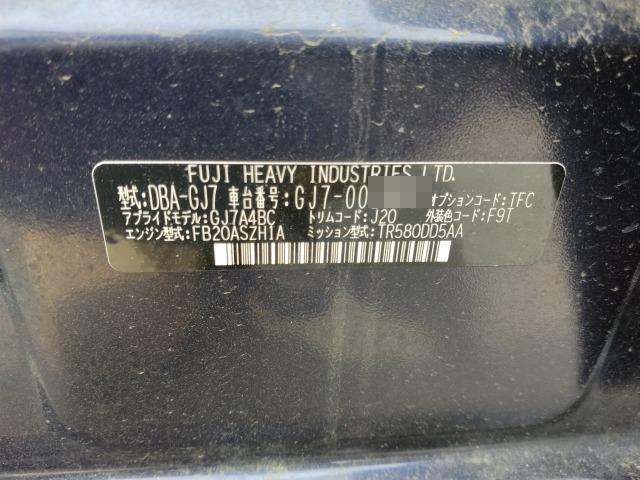 FUJI HEAVY INDUSTRIES LTD.
型式:DBA-GJ7 車台番号:GJ7-00 オプションコード:TFC
アプライドモデル:GJ7A4BC トリムコード:J20 外装色コード:F9T
エンジン型式:FB20ASZH1A ミッション型式:TR580DD5AA